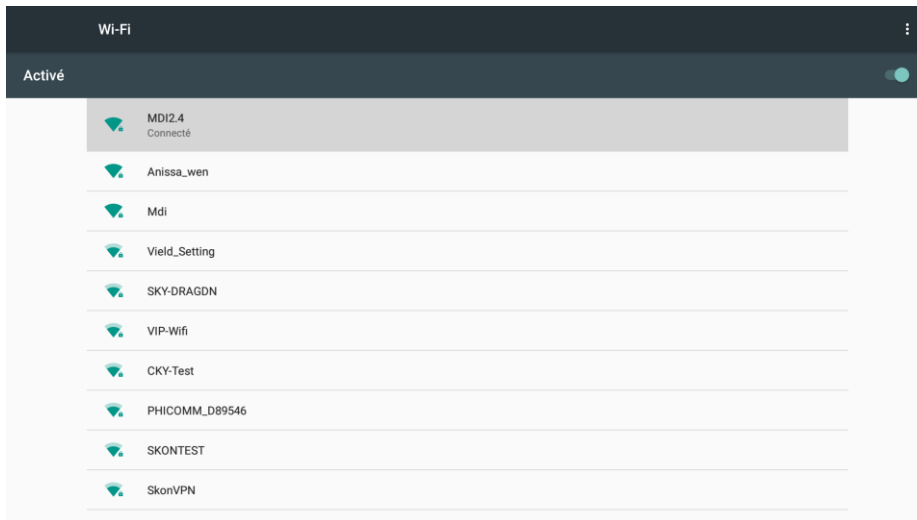 Wi-Fi
Activé
MDI2.4
Connecté
Anissa_wen
Mdi
Vield_Setting
SKY-DRAGDN
VIP-Wifi
CKY-Test
PHICOMM_D89546
SKONTEST
SkonVPN